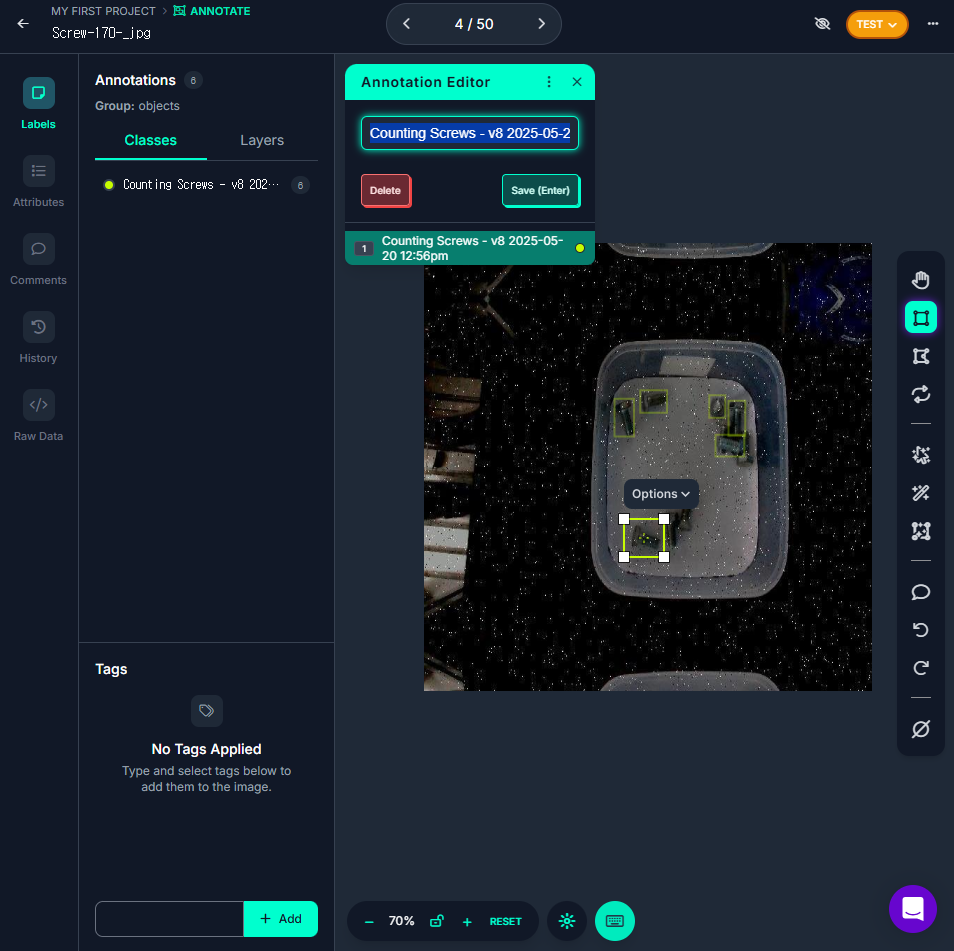 MY FIRST PROJECT > ANNOTATE
Screw-170-_jpg
4 / 50
TEST
Labels
Attributes
Comments
History
Raw Data
Annotations 6
Group: objects
Classes Layers
Counting Screws - v8 202··· 6
Annotation Editor
Counting Screws - v8 2025-05-2
Delete Save (Enter)
1 Counting Screws - v8 2025-05-
20 12:56pm
Options
Tags
No Tags Applied
Type and select tags below to
add them to the image.
+ Add
− 70% + RESET